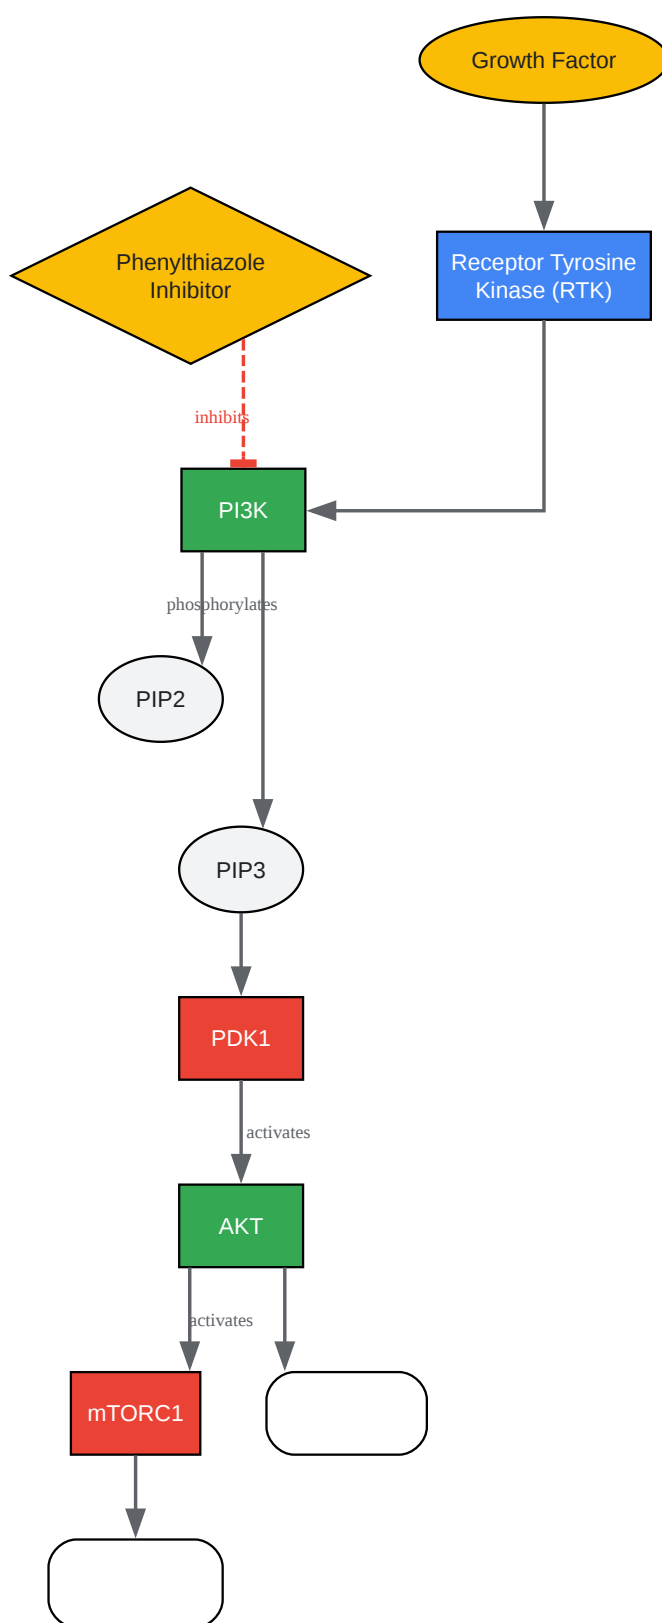 Growth Factor
Phenylthiazole
Inhibitor
Receptor Tyrosine
Kinase (RTK)
inhibits
PI3K
phosphorylates
PIP2
PIP3
PDK1
activates
AKT
activates
mTORC1